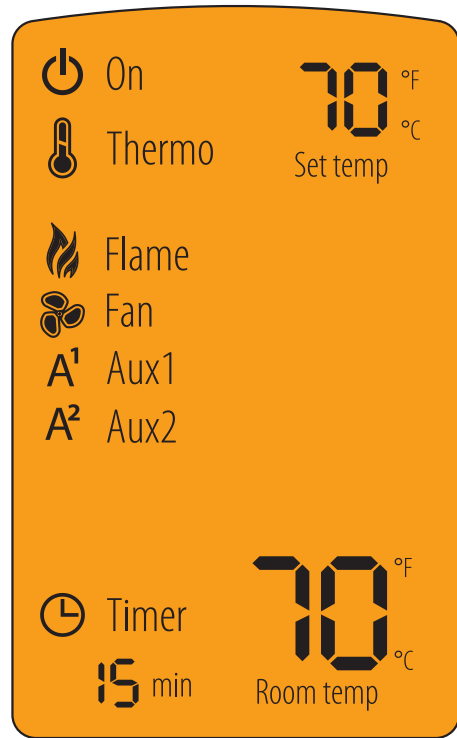 On
70 °F
°C
Thermo
Set temp
Flame
Fan
A¹ Aux1
A² Aux2
70 °F
Timer
°C
15 min
Room temp